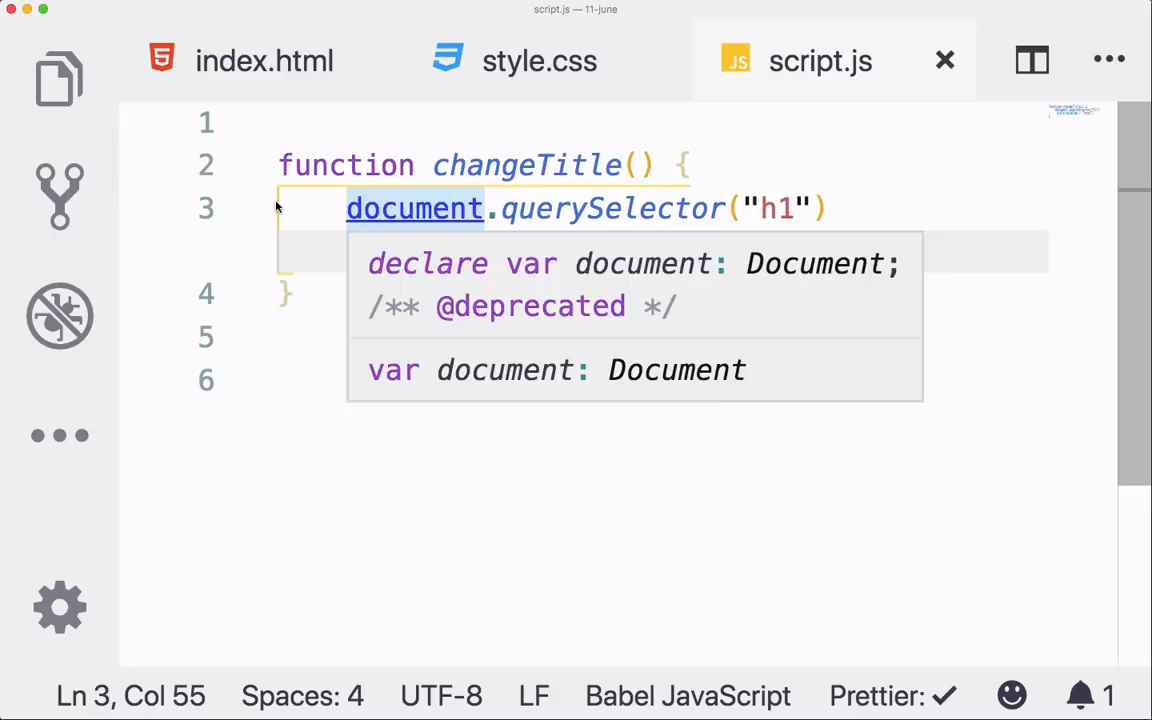 script.js — 11-june
index.html
style.css
JS script.js
1
2 function changeTitle() {
3 document.querySelector("h1")
declare var document: Document;
4 }
/** @deprecated */
5
var document: Document
6
Ln 3, Col 55 Spaces: 4 UTF-8 LF Babel JavaScript Prettier: ✓ 1